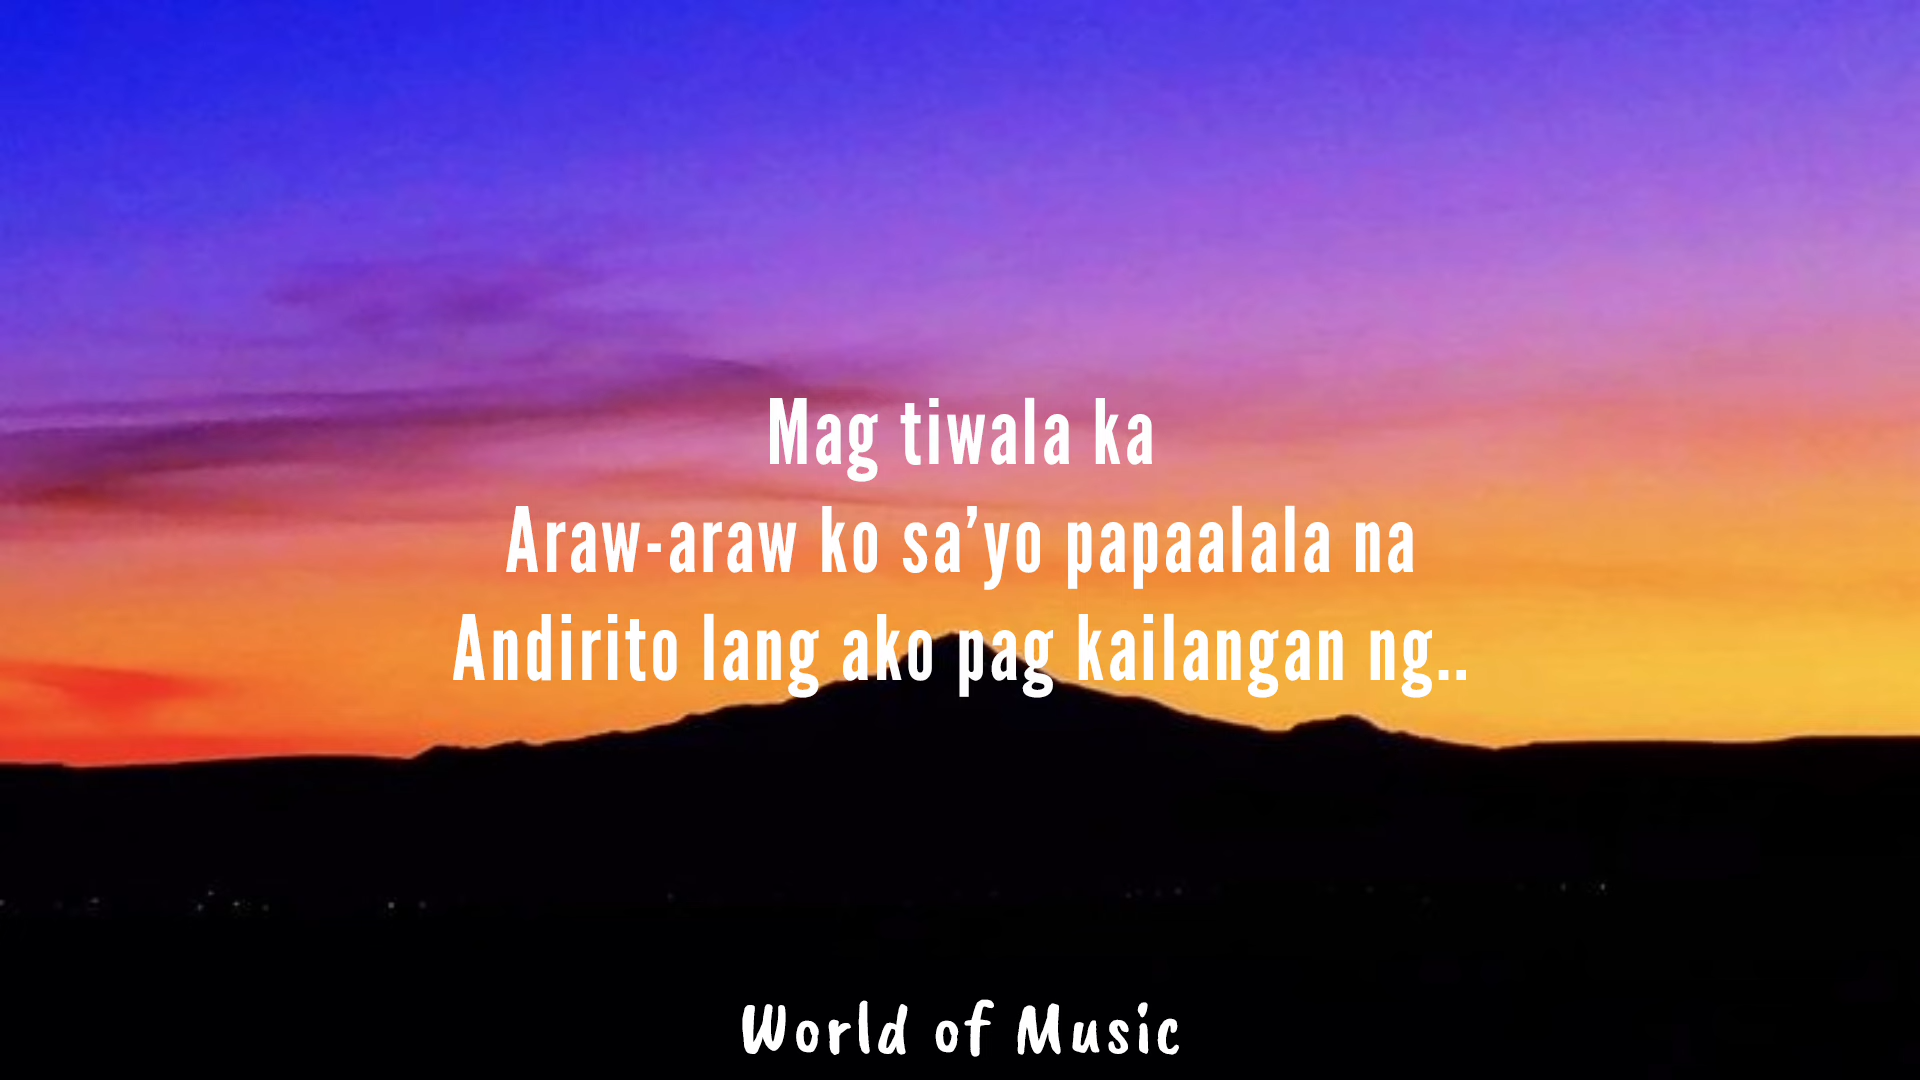 Mag tiwala ka
Araw-araw ko sa’yo papaalala na
Andirito lang ako pag kailangan ng..
World of Music